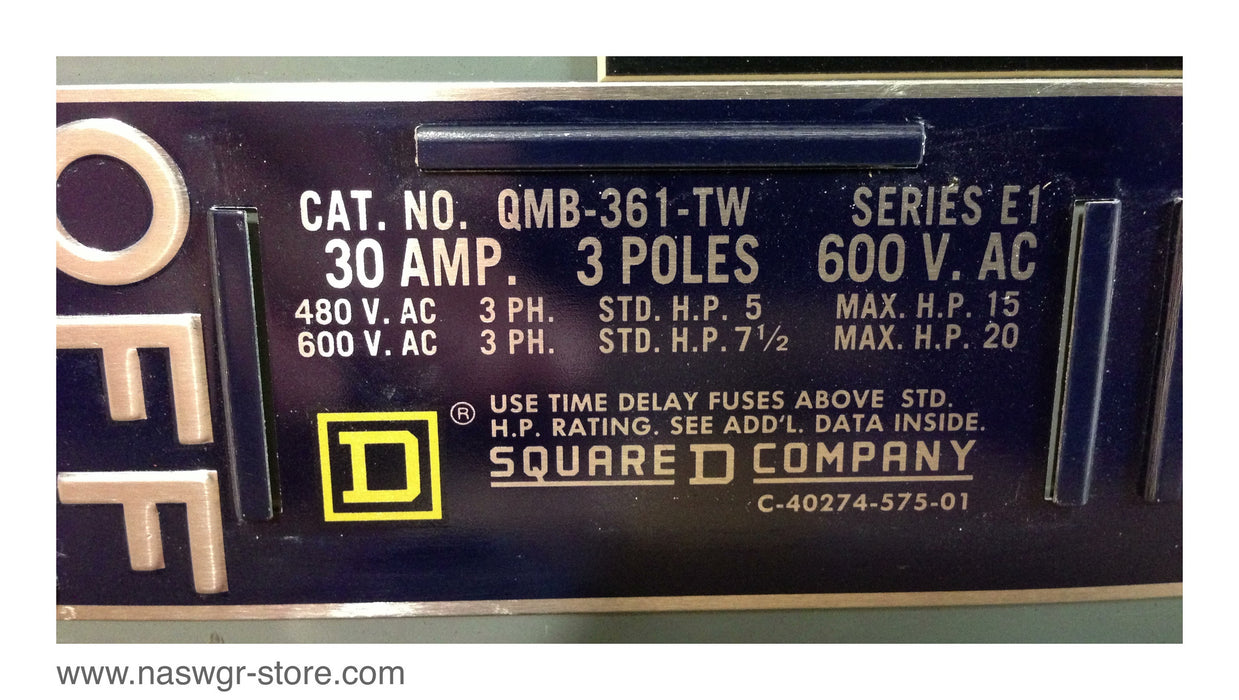 OFF
CAT. NO. QMB-361-TW SERIES E1
30 AMP. 3 POLES 600 V. AC
480 V. AC 3 PH. STD. H.P. 5 MAX. H.P. 15
600 V. AC 3 PH. STD. H.P. 7½ MAX. H.P. 20
D ® USE TIME DELAY FUSES ABOVE STD.
H.P. RATING. SEE ADD'L. DATA INSIDE.
SQUARE D COMPANY
C-40274-575-01
www.naswgr-store.com